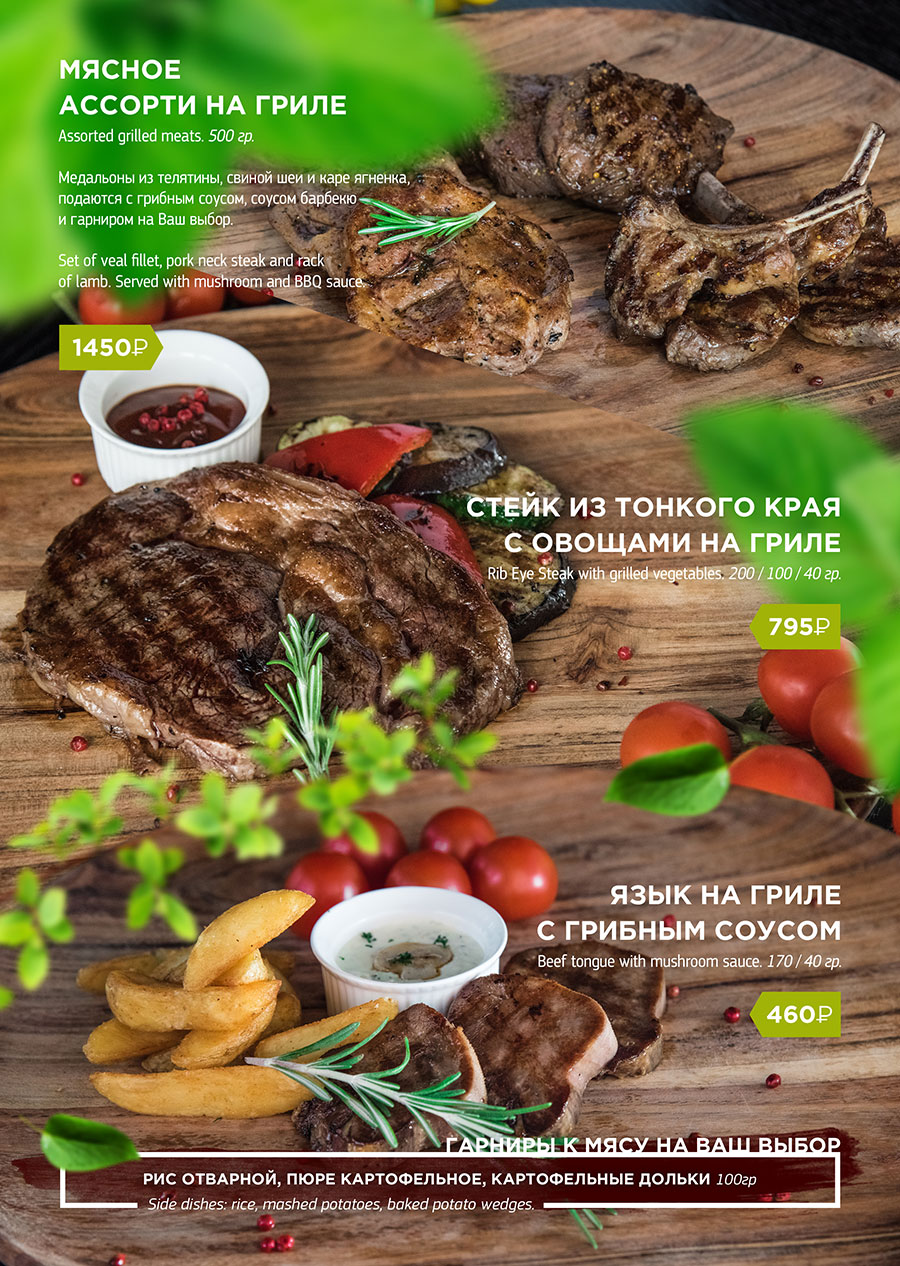 МЯСНОЕ
АССОРТИ НА ГРИЛЕ
Assorted grilled meats. 500 гр.
Медальоны из телятины, свиной шеи и каре ягненка,
подаются с грибным соусом, соусом барбекю
и гарниром на Ваш выбор.
Set of veal fillet, pork neck steak and rack
of lamb. Served with mushroom and BBQ sauce.
1450₽
СТЕЙК ИЗ ТОНКОГО КРАЯ
С ОВОЩАМИ НА ГРИЛЕ
Rib Eye Steak with grilled vegetables. 200 / 100 / 40 гр.
795₽
ЯЗЫК НА ГРИЛЕ
С ГРИБНЫМ СОУСОМ
Beef tongue with mushroom sauce. 170 / 40 гр.
460₽
ГАРНИРЫ К МЯСУ НА ВАШ ВЫБОР
РИС ОТВАРНОЙ, ПЮРЕ КАРТОФЕЛЬНОЕ, КАРТОФЕЛЬНЫЕ ДОЛЬКИ 100гр
Side dishes: rice, mashed potatoes, baked potato wedges.